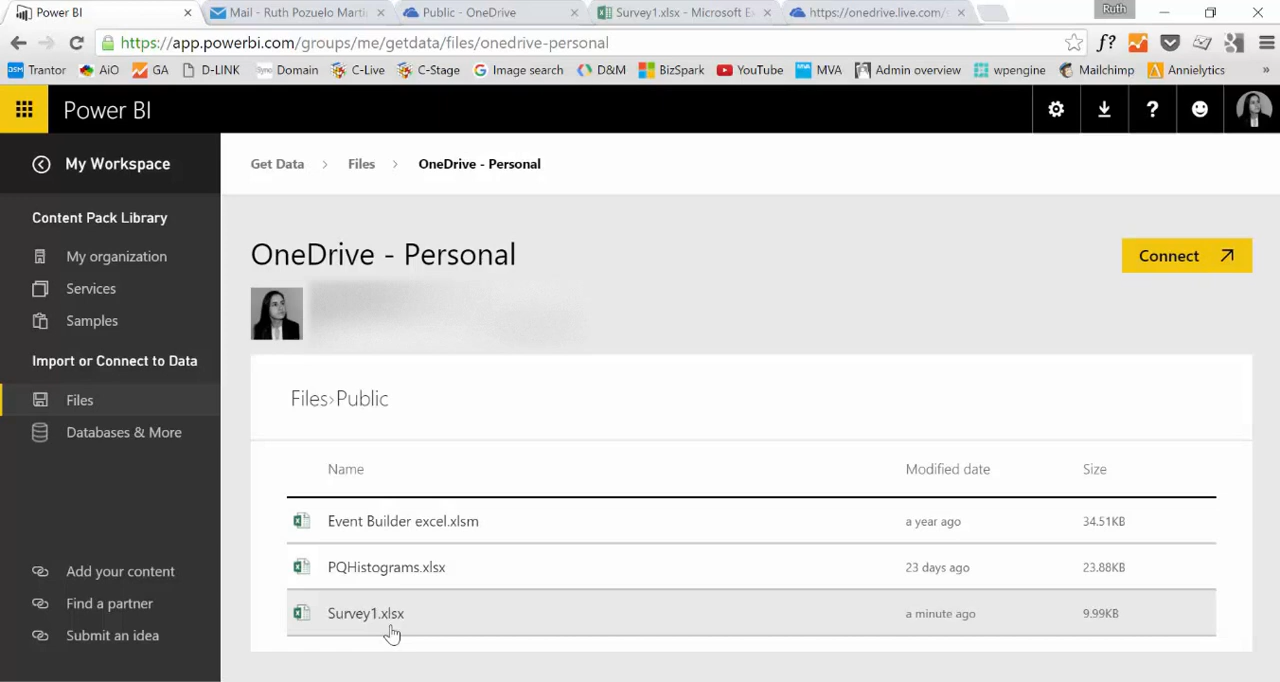 Power BI
Mail - Ruth Pozuelo Marti
Public - OneDrive
Survey1.xlsx - Microsoft E
https://onedrive.live.com/
Ruth
https://app.powerbi.com/groups/me/getdata/files/onedrive-personal
f?
Trantor
AiO
GA
D-LINK
Domain
C-Live
C-Stage
Image search
D&M
BizSpark
YouTube
MVA
Admin overview
wpengine
Mailchimp
Annielytics
»
Power BI
?
My Workspace
Get Data > Files > OneDrive - Personal
Content Pack Library
My organization
Services
Samples
Import or Connect to Data
Files
Databases & More
Add your content
Find a partner
Submit an idea
OneDrive - Personal
Connect
Files›Public
Name Modified date Size
Event Builder excel.xlsm a year ago 34.51KB
PQHistograms.xlsx 23 days ago 23.88KB
Survey1.xlsx a minute ago 9.99KB